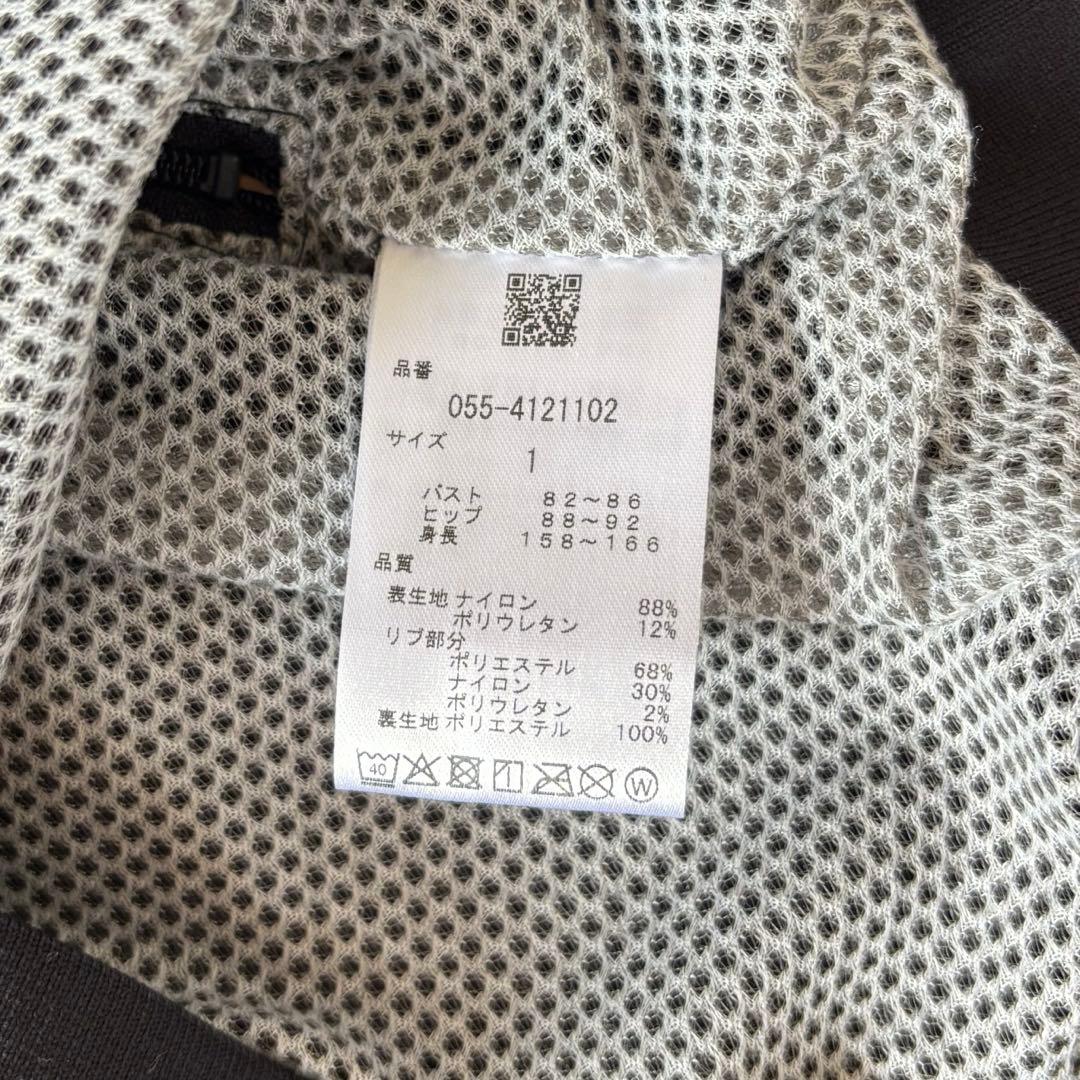 品番
055-4121102
サイズ
1
バスト 82～86
ヒップ 88～92
身長 158～166
品質
表生地 ナイロン 88%
ポリウレタン 12%
リブ部分
ポリエステル 68%
ナイロン 30%
ポリウレタン 2%
裏生地 ポリエステル 100%
40 W